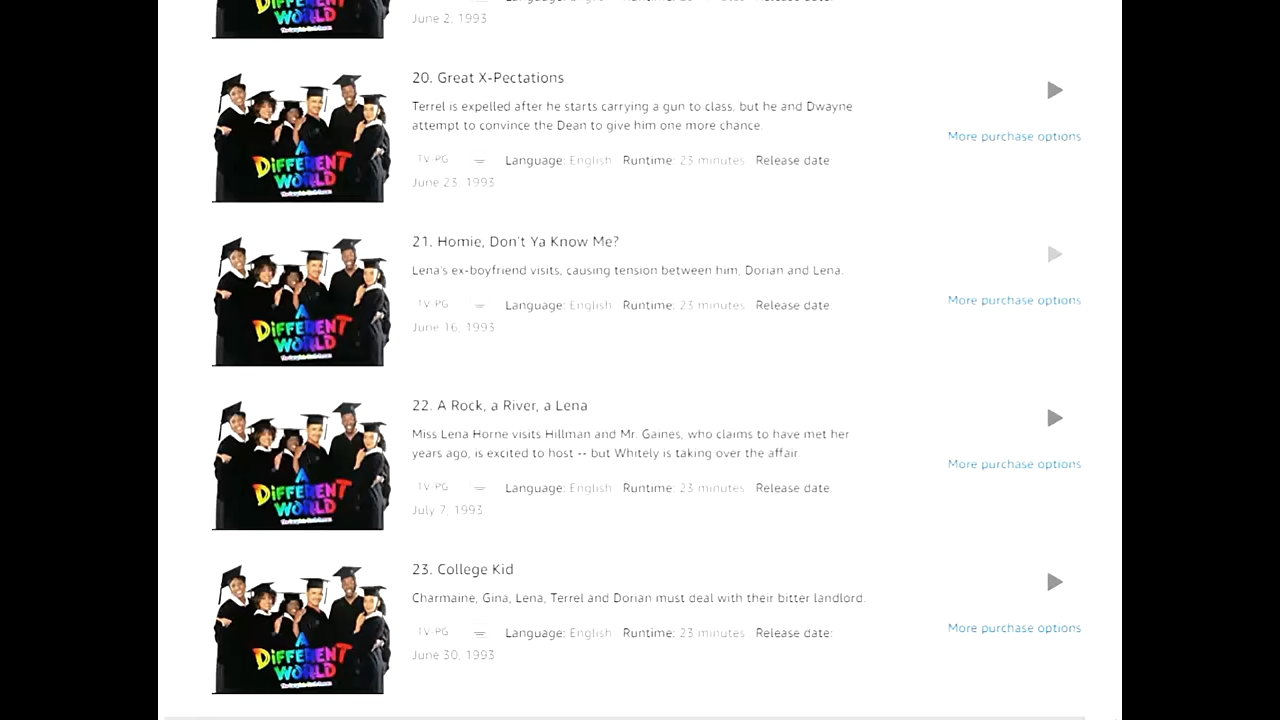 DiFFERENT
WORLD
June 2, 1993
20. Great X-Pectations
Terrel is expelled after he starts carrying a gun to class, but he and Dwayne
attempt to convince the Dean to give him one more chance.
TV-PG Language: English Runtime: 23 minutes Release date
June 23, 1993
More purchase options
A
DiFFERENT
WORLD
21. Homie, Don't Ya Know Me?
Lena's ex-boyfriend visits, causing tension between him, Dorian and Lena.
TV-PG Language: English Runtime: 23 minutes Release date:
June 16, 1993
More purchase options
A
DiFFERENT
WORLD
22. A Rock, a River, a Lena
Miss Lena Horne visits Hillman and Mr. Gaines, who claims to have met her
years ago, is excited to host -- but Whitely is taking over the affair.
TV-PG Language: English Runtime: 23 minutes Release date:
July 7, 1993
More purchase options
A
DiFFERENT
WORLD
23. College Kid
Charmaine, Gina, Lena, Terrel and Dorian must deal with their bitter landlord.
TV-PG Language: English Runtime: 23 minutes Release date:
June 30, 1993
More purchase options
A
DiFFERENT
WORLD